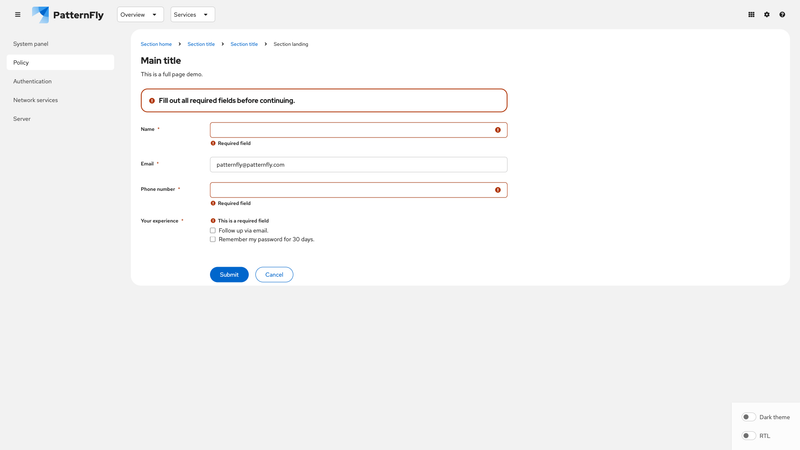 PatternFly
Overview
Services
System panel
Policy
Authentication
Network services
Server
Section home
Section title
Section title
Section landing
Main title
This is a full page demo.
Fill out all required fields before continuing.
Name *
Required field
Email *
patternfly@patternfly.com
Phone number *
Required field
Your experience *
This is a required field
Follow up via email.
Remember my password for 30 days.
Submit
Cancel
Dark theme
RTL